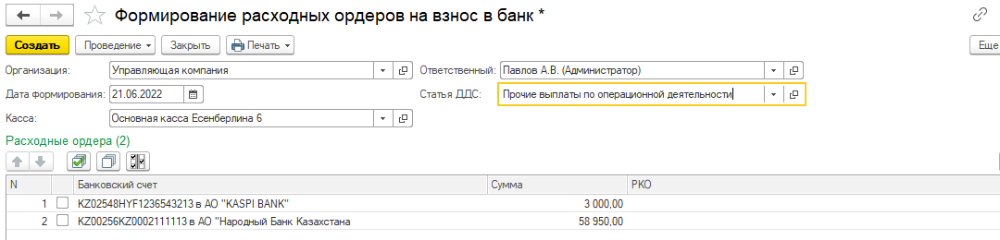 Формирование расходных ордеров на взнос в банк *
Создать Проведение Закрыть Печать Еще
Организация: Управляющая компания Ответственный: Павлов А.В. (Администратор)
Дата формирования: 21.06.2022 Статья ДДС: Прочие выплаты по операционной деятельности
Касса: Основная касса Есенберлина 6
Расходные ордера (2)
N Банковский счет Сумма РКО
1 KZ02548HYF1236543213 в АО "KASPI BANK" 3 000,00
2 KZ00256KZ0002111113 в АО "Народный Банк Казахстана 58 950,00